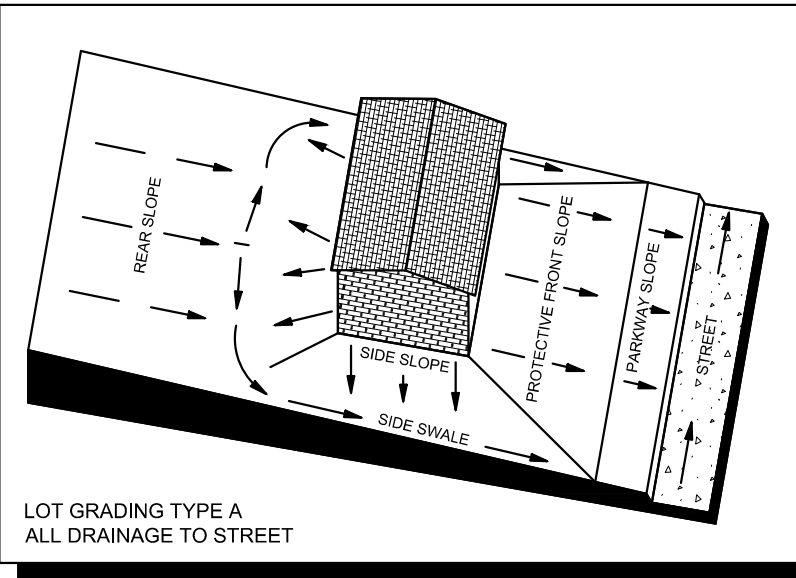 REAR SLOPE
SIDE SLOPE
SIDE SWALE
PROTECTIVE FRONT SLOPE
PARKWAY SLOPE
STREET
LOT GRADING TYPE A
ALL DRAINAGE TO STREET